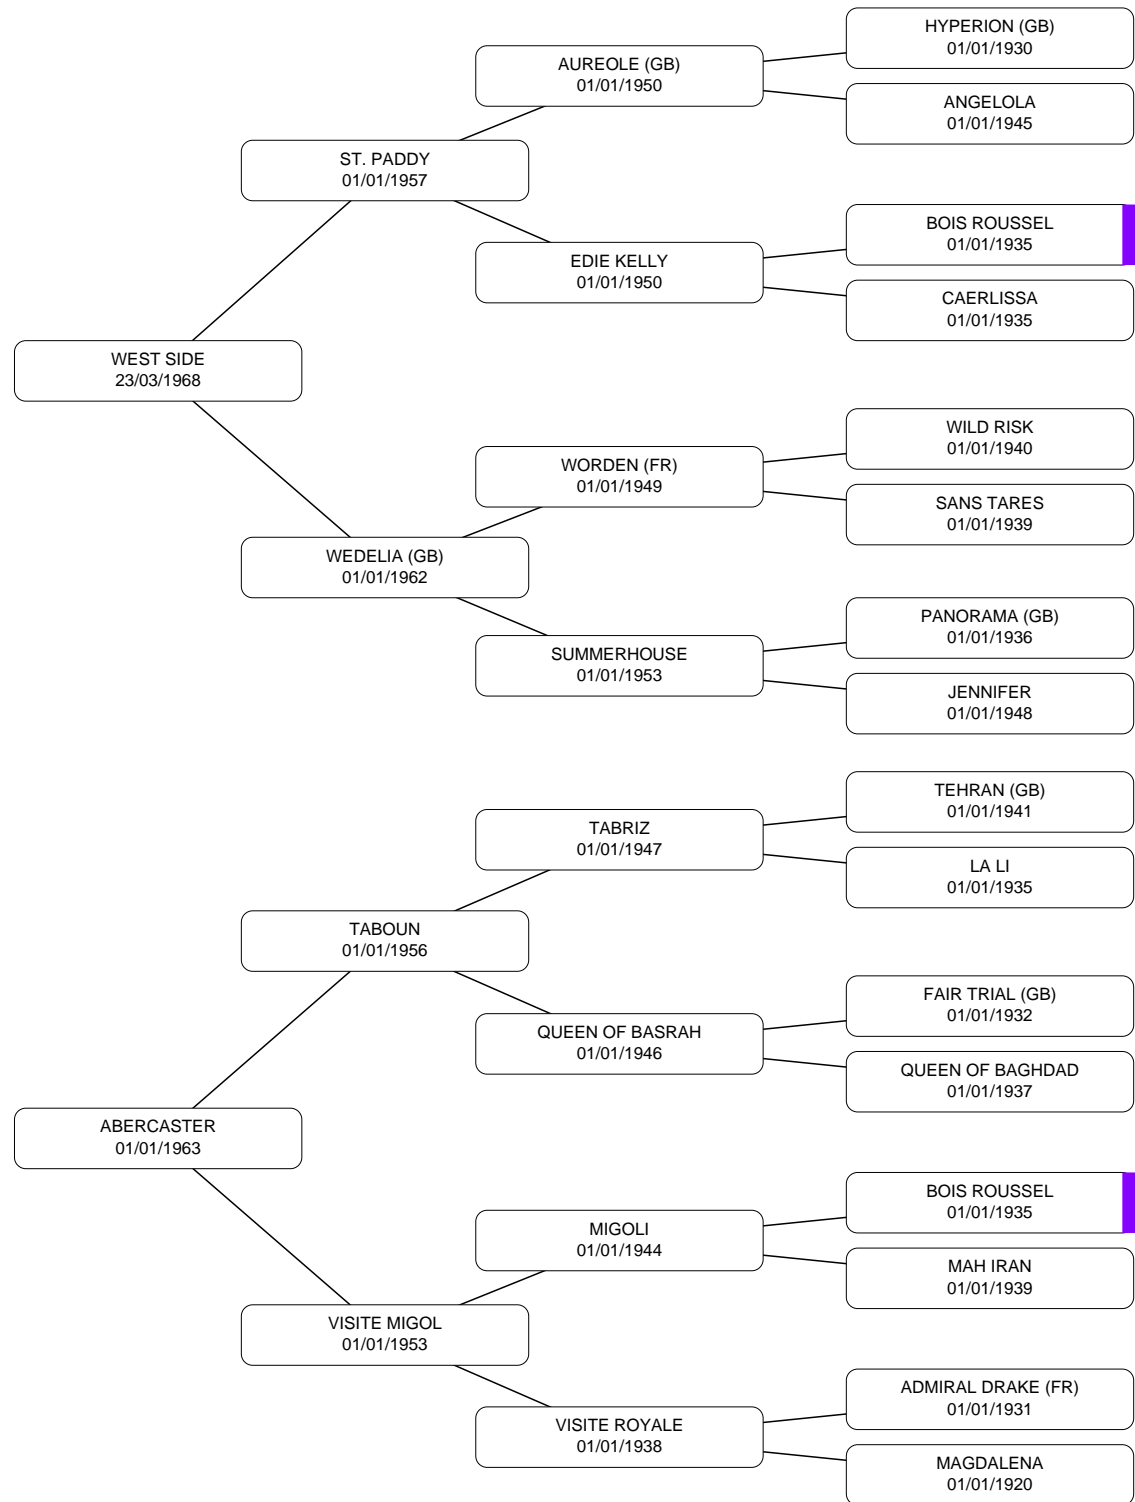 HYPERION (GB)
01/01/1930
AUREOLE (GB)
01/01/1950
ANGELOLA
01/01/1945
ST. PADDY
01/01/1957
BOIS ROUSSEL
01/01/1935
EDIE KELLY
01/01/1950
CAERLISSA
01/01/1935
WEST SIDE
23/03/1968
WILD RISK
01/01/1940
WORDEN (FR)
01/01/1949
SANS TARES
01/01/1939
WEDELIA (GB)
01/01/1962
PANORAMA (GB)
01/01/1936
SUMMERHOUSE
01/01/1953
JENNIFER
01/01/1948
TEHRAN (GB)
01/01/1941
TABRIZ
01/01/1947
LA LI
01/01/1935
TABOUN
01/01/1956
FAIR TRIAL (GB)
01/01/1932
QUEEN OF BASRAH
01/01/1946
QUEEN OF BAGHDAD
01/01/1937
ABERCASTER
01/01/1963
BOIS ROUSSEL
01/01/1935
MIGOLI
01/01/1944
MAH IRAN
01/01/1939
VISITE MIGOL
01/01/1953
ADMIRAL DRAKE (FR)
01/01/1931
VISITE ROYALE
01/01/1938
MAGDALENA
01/01/1920